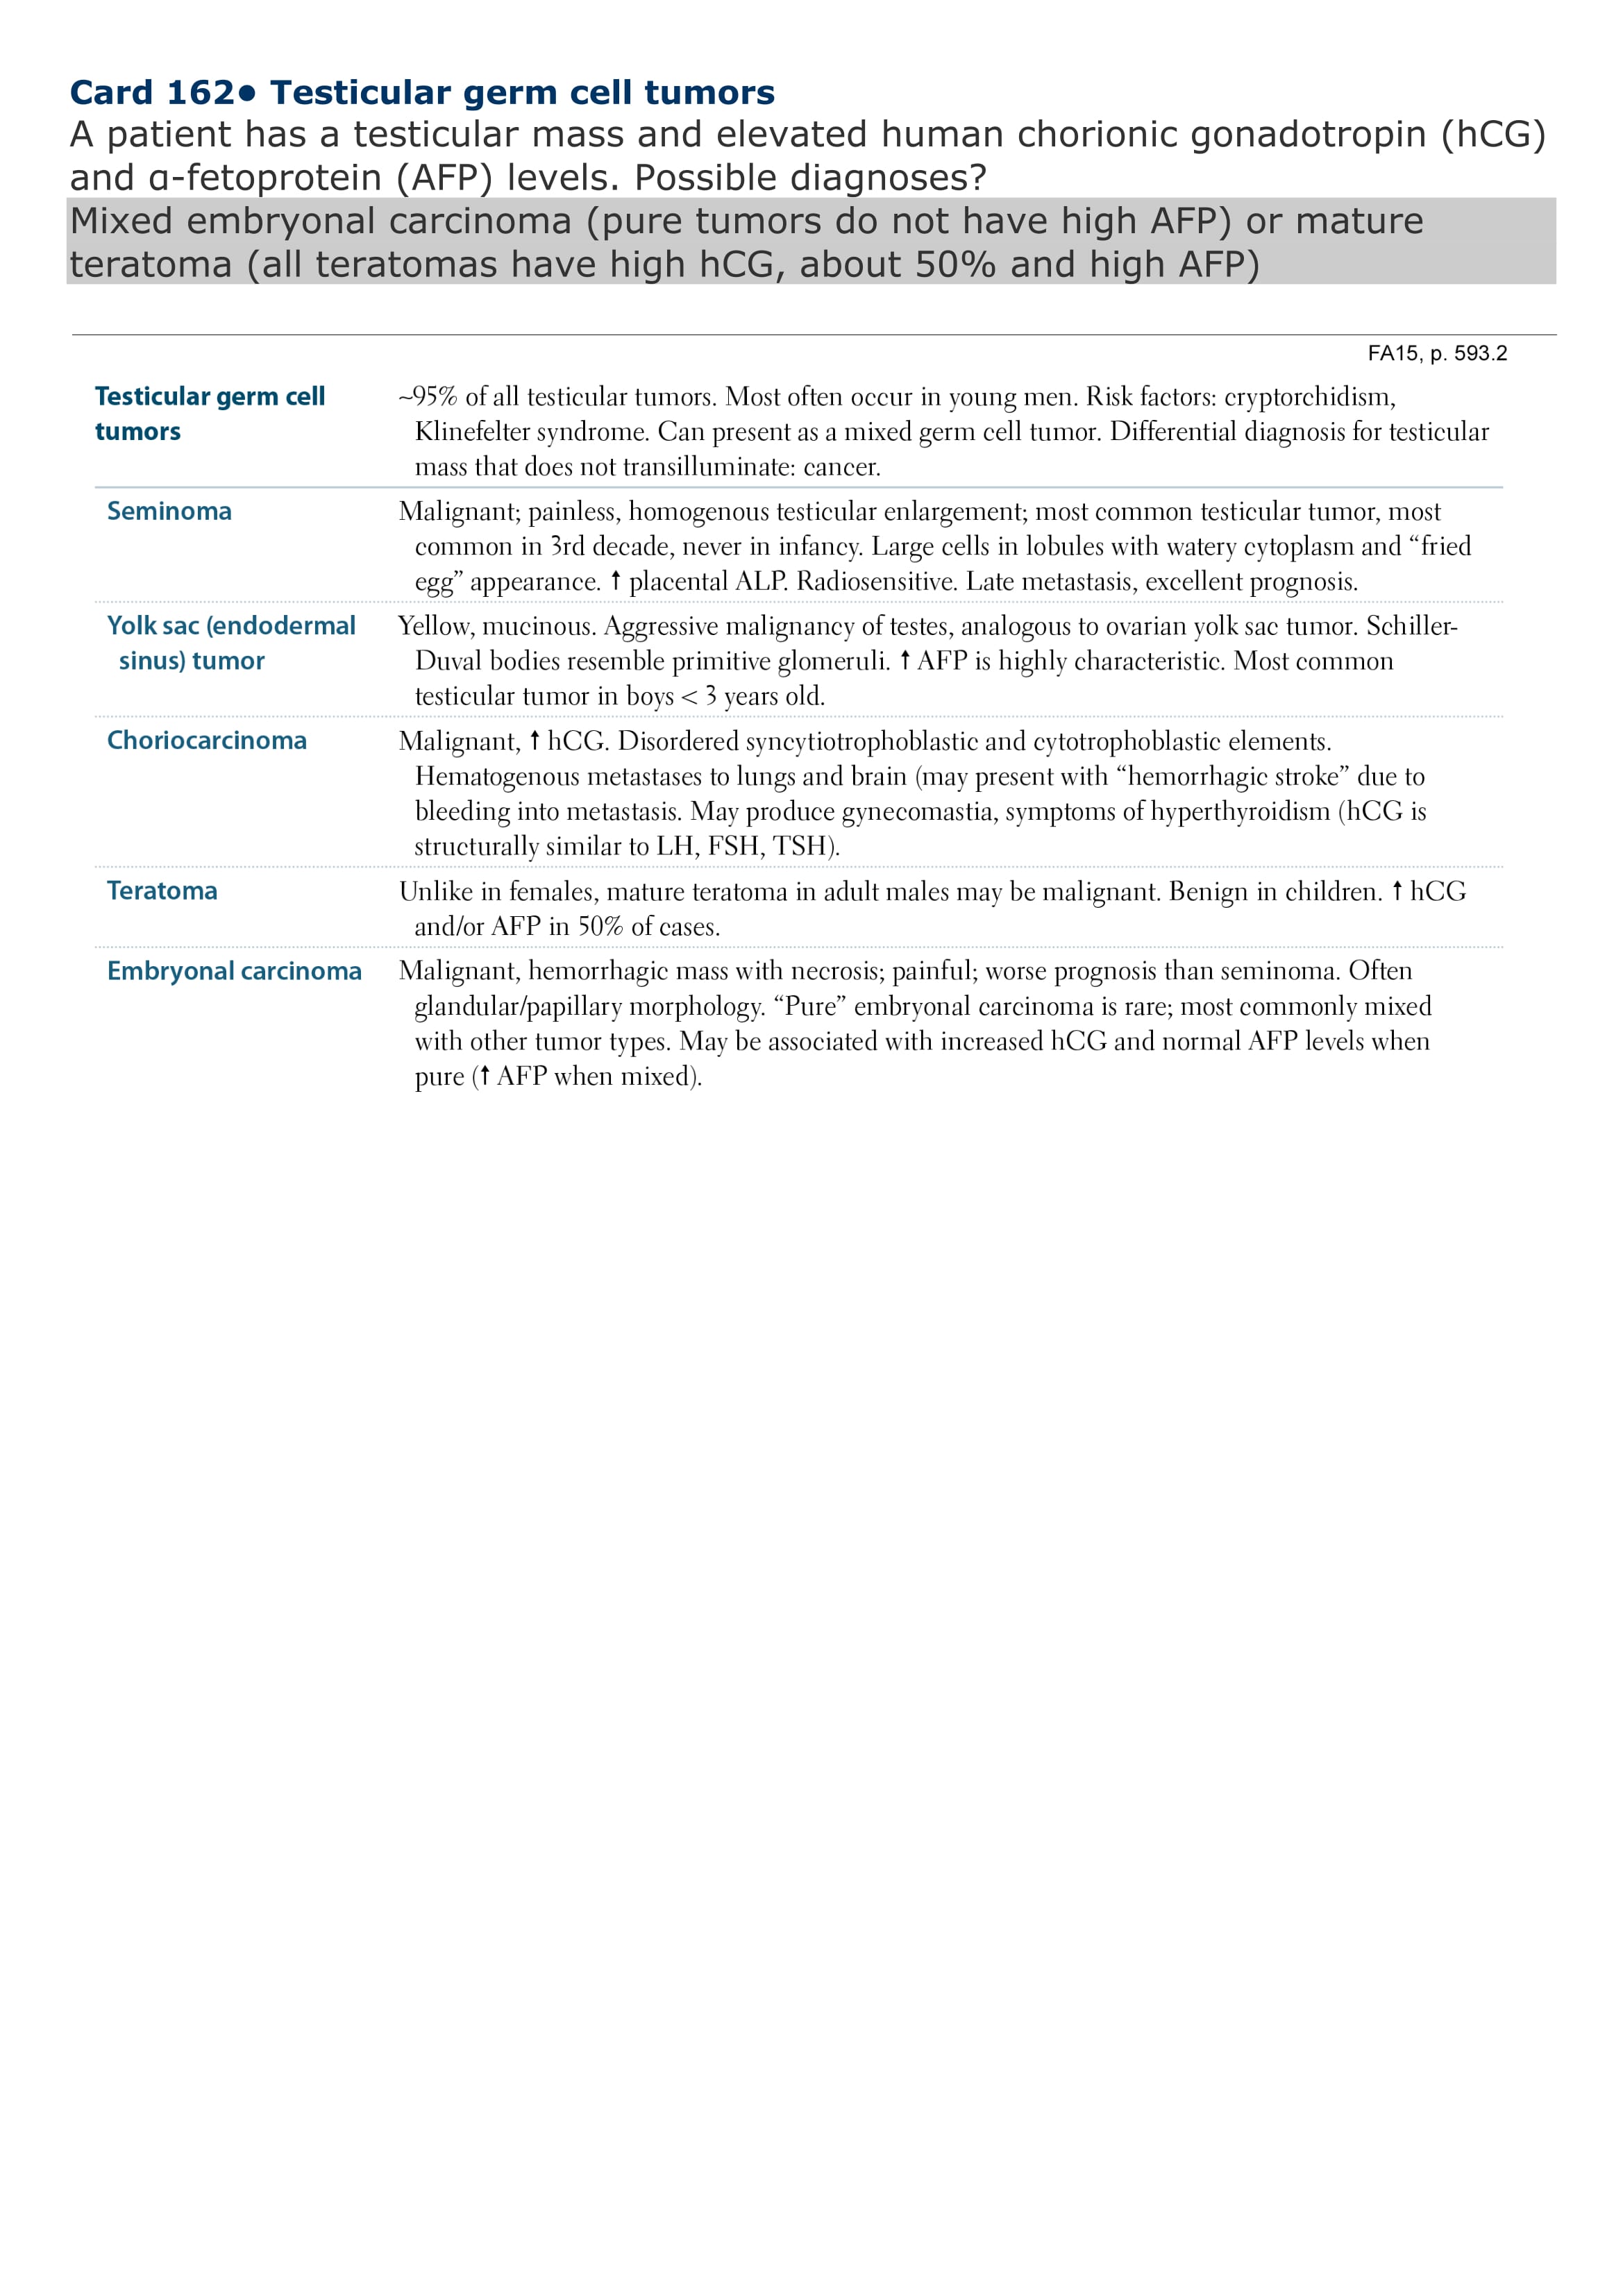 Card 162• Testicular germ cell tumors
A patient has a testicular mass and elevated human chorionic gonadotropin (hCG)
and α-fetoprotein (AFP) levels. Possible diagnoses?
Mixed embryonal carcinoma (pure tumors do not have high AFP) or mature
teratoma (all teratomas have high hCG, about 50% and high AFP)
FA15, p. 593.2
Testicular germ cell
tumors
~95% of all testicular tumors. Most often occur in young men. Risk factors: cryptorchidism,
Klinefelter syndrome. Can present as a mixed germ cell tumor. Differential diagnosis for testicular
mass that does not transilluminate: cancer.
Seminoma
Malignant; painless, homogenous testicular enlargement; most common testicular tumor, most
common in 3rd decade, never in infancy. Large cells in lobules with watery cytoplasm and “fried
egg” appearance. ↑ placental ALP. Radiosensitive. Late metastasis, excellent prognosis.
Yolk sac (endodermal
sinus) tumor
Yellow, mucinous. Aggressive malignancy of testes, analogous to ovarian yolk sac tumor. Schiller-
Duval bodies resemble primitive glomeruli. ↑ AFP is highly characteristic. Most common
testicular tumor in boys < 3 years old.
Choriocarcinoma
Malignant, ↑ hCG. Disordered syncytiotrophoblastic and cytotrophoblastic elements.
Hematogenous metastases to lungs and brain (may present with “hemorrhagic stroke” due to
bleeding into metastasis. May produce gynecomastia, symptoms of hyperthyroidism (hCG is
structurally similar to LH, FSH, TSH).
Teratoma
Unlike in females, mature teratoma in adult males may be malignant. Benign in children. ↑ hCG
and/or AFP in 50% of cases.
Embryonal carcinoma
Malignant, hemorrhagic mass with necrosis; painful; worse prognosis than seminoma. Often
glandular/papillary morphology. “Pure” embryonal carcinoma is rare; most commonly mixed
with other tumor types. May be associated with increased hCG and normal AFP levels when
pure (↑ AFP when mixed).